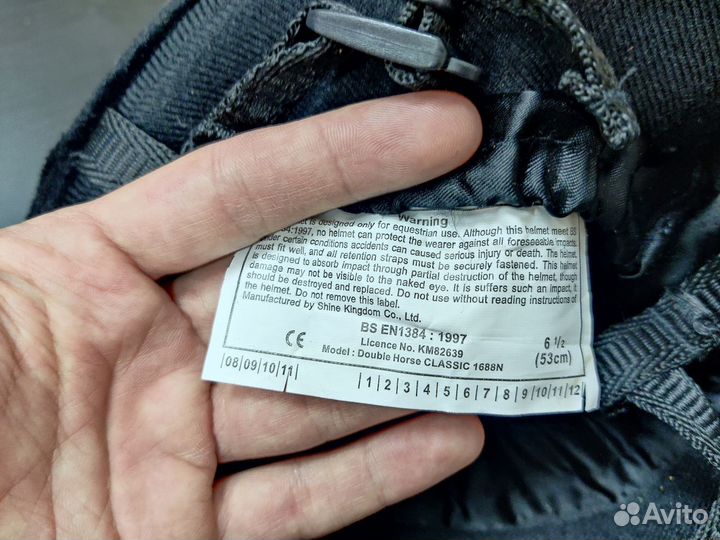 Warning
is designed only for equestrian use. Although this helmet meet BS
:1997, no helmet can protect the wearer against all foreseeable impacts.
under certain conditions accidents can caused serious injury or death. The helmet
must fit well, and all retention straps must be securely fastened. This helmet
is designed to absorb impact through partial destruction of the helmet, though
damage may not be visible to the naked eye. It is suffers such an impact, it
should be destroyed and replaced. Do not use without reading instructions of
the helmet. Do not remove this label.
Manufactured by Shine Kingdom Co., Ltd.
BS EN1384 : 1997
CE Licence No. KM82639 6 1/2
Model : Double Horse CLASSIC 1688N (53cm)
|08|09|10|11|
|1|2|3|4|5|6|7|8|9|10|11|12|
Avito